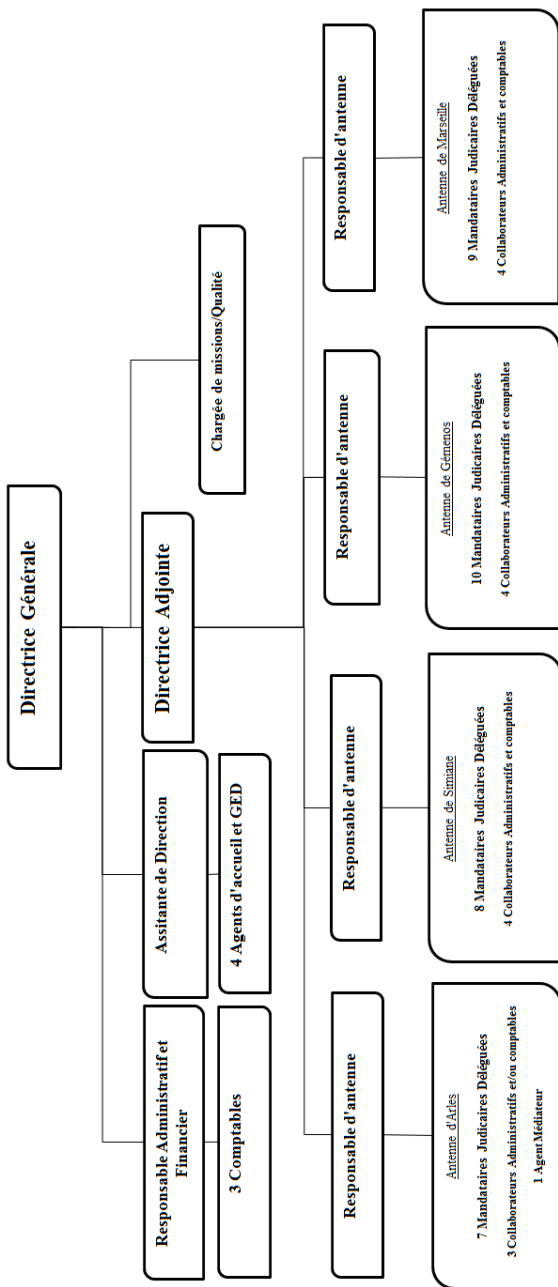 Directrice Générale
Responsable Administratif et
Financier
Assitante de Direction
Directrice Adjointe
Chargée de missions/Qualité
3 Comptables
4 Agents d'accueil et GED
Responsable d'antenne
Responsable d'antenne
Responsable d'antenne
Responsable d'antenne
Antenne d'Arles
7 Mandataires Judicaires Déléguées
3 Collaborateurs Administratifs et/ou comptables
1 Agent Médiateur
Antenne de Simiane
8 Mandataires Judicaires Déléguées
4 Collaborateurs Administratifs et comptables
Antenne de Gémenos
10 Mandataires Judicaires Déléguées
4 Collaborateurs Administratifs et comptables
Antenne de Marseille
9 Mandataires Judicaires Déléguées
4 Collaborateurs Administratifs et comptables